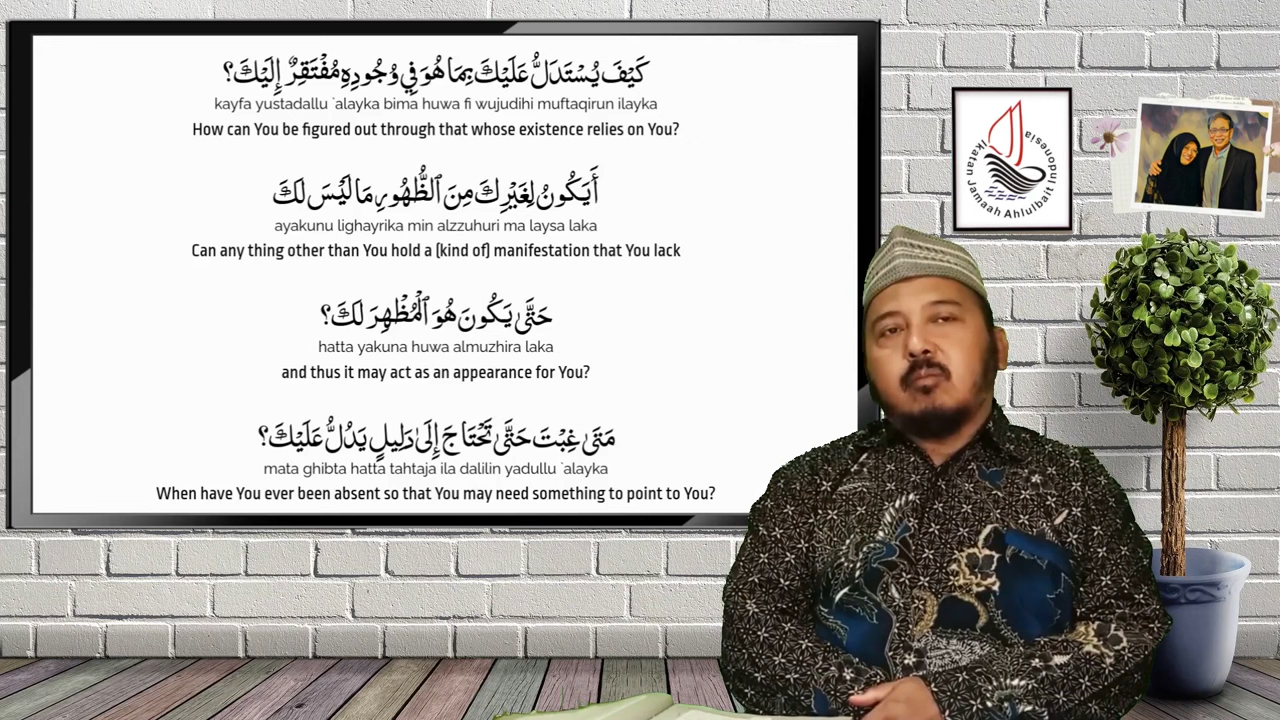 كَيْفَ يُسْتَدَلُّ عَلَيْكَ بِمَا هُوَ فِي وُجُودِهِ مُفْتَقِرٌ إِلَيْكَ؟
kayfa yustadallu `alayka bima huwa fi wujudihi muftaqirun ilayka
How can You be figured out through that whose existence relies on You?
أَيَكُونُ لِغَيْرِكَ مِنَ ٱلظُّهُورِ مَا لَيْسَ لَكَ
ayakunu lighayrika min alzzuhuri ma laysa laka
Can any thing other than You hold a (kind of) manifestation that You lack
حَتَّىٰ يَكُونَ هُوَ ٱلْمُظْهِرَ لَكَ؟
hatta yakuna huwa almuzhira laka
and thus it may act as an appearance for You?
مَتَىٰ غِبْتَ حَتَّىٰ تَحْتَاجَ إِلَىٰ دَلِيلٍ يَدُلُّ عَلَيْكَ؟
mata ghibta hatta tahtaja ila dalilin yadullu `alayka
When have You ever been absent so that You may need something to point to You?
Ikatan Jamaah Ahlulbait Indonesia